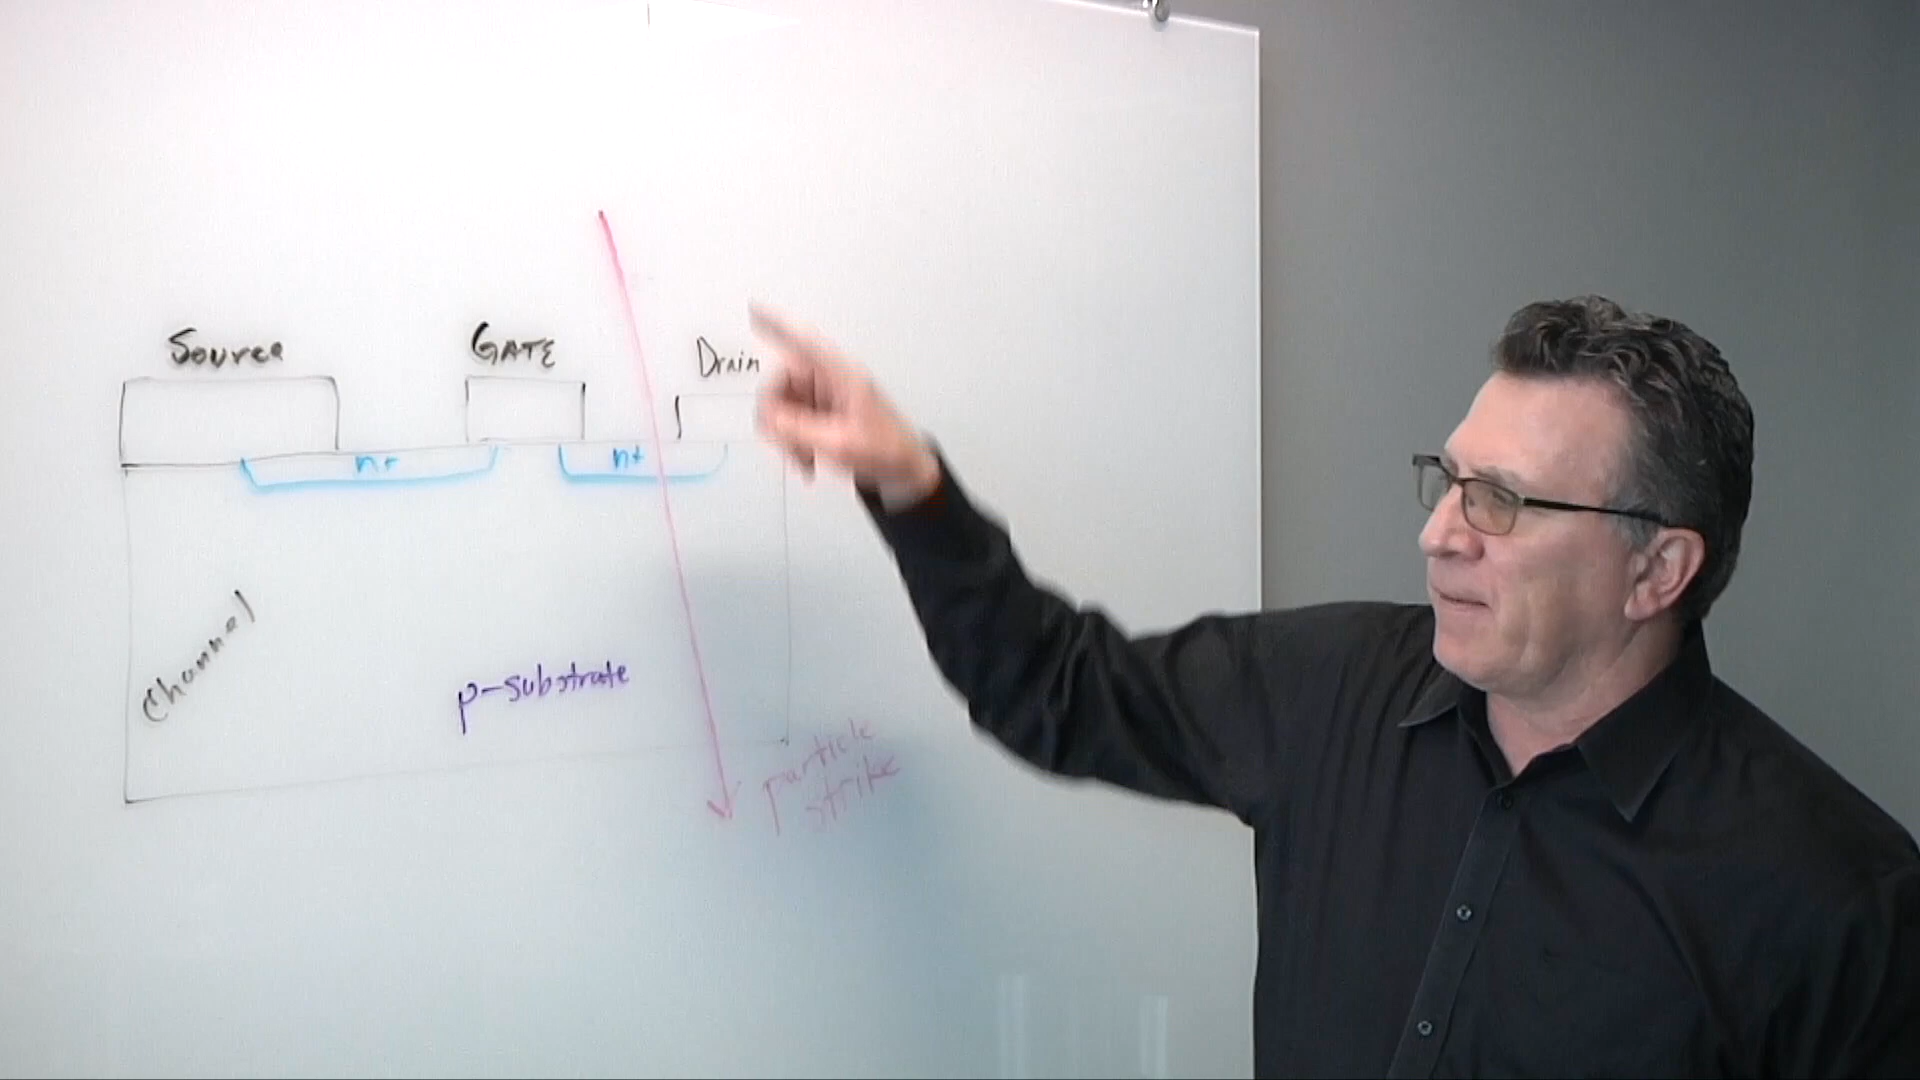 Source
GATE
Drain
n+
n+
Channel
p-substrate
particle
strike